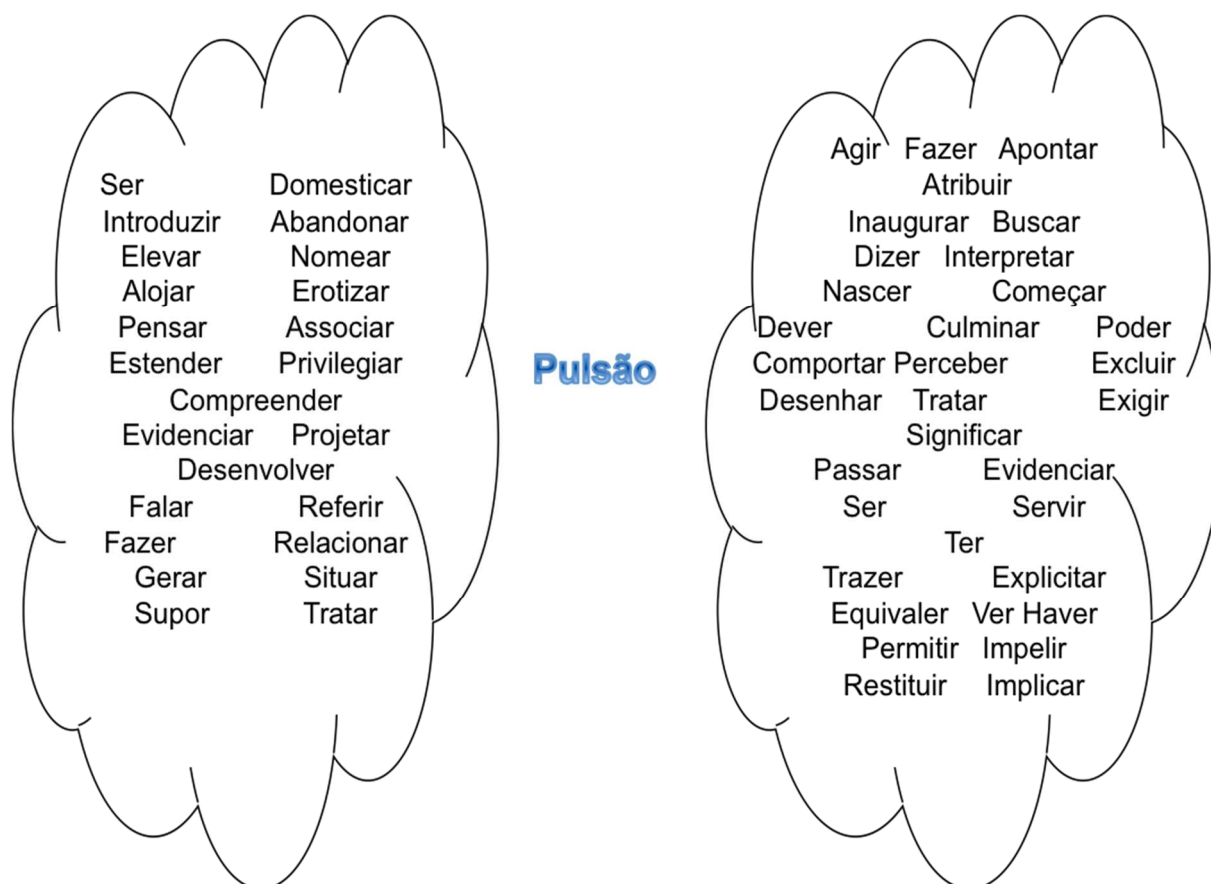 Ser Domesticar
Introduzir Abandonar
Elevar Nomear
Alojar Erotizar
Pensar Associar
Estender Privilegiar
Compreender
Evidenciar Projetar
Desenvolver
Falar Referir
Fazer Relacionar
Gerar Situar
Supor Tratar
Pulsão
Agir Fazer Apontar
Atribuir
Inaugurar Buscar
Dizer Interpretar
Nascer Começar
Dever Culminar Poder
Comportar Perceber Excluir
Desenhar Tratar Exigir
Significar
Passar Evidenciar
Ser Servir
Ter
Trazer Explicitar
Equivaler Ver Haver
Permitir Impelir
Restituir Implicar